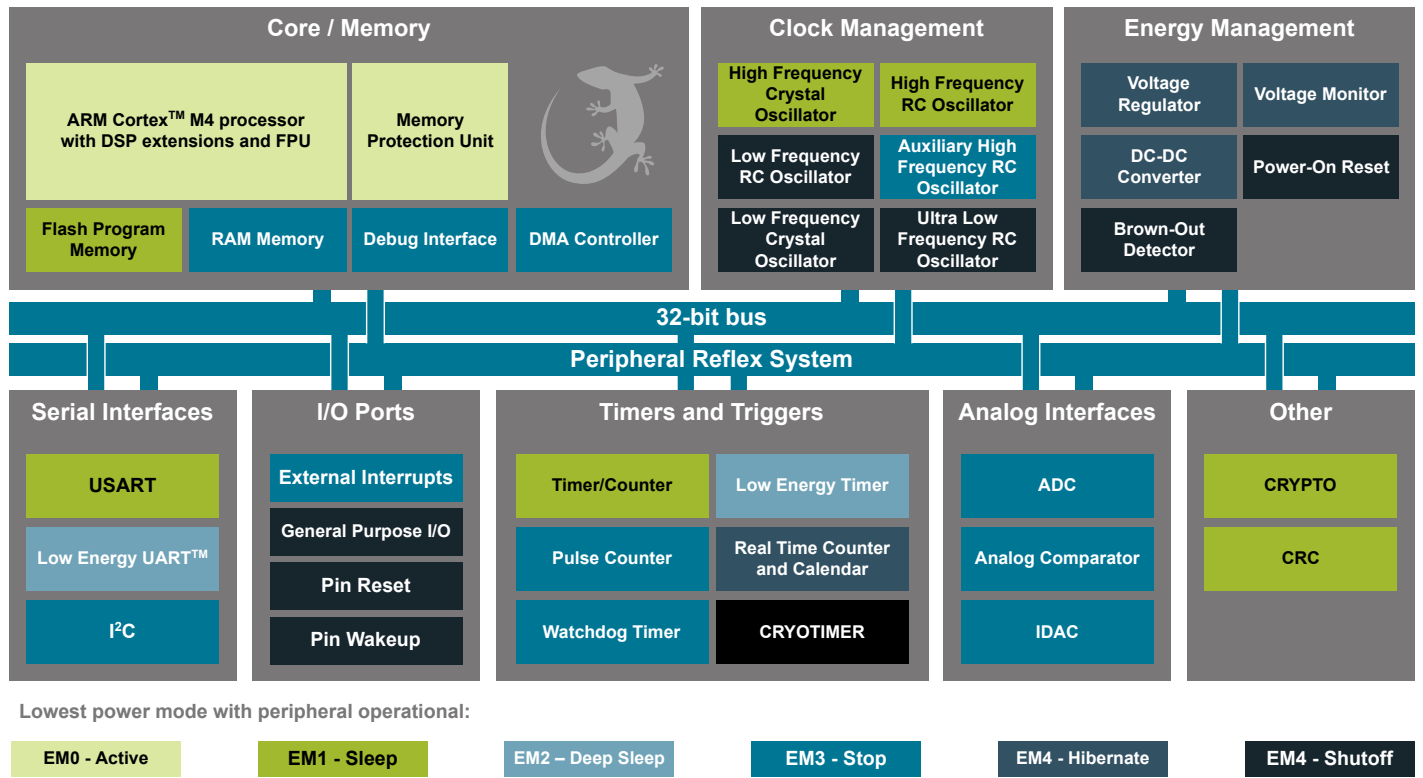 Core / Memory
ARM Cortex™ M4 processor
with DSP extensions and FPU
Memory
Protection Unit
Flash Program
Memory
RAM Memory
Debug Interface
DMA Controller
Clock Management
High Frequency
Crystal
Oscillator
High Frequency
RC Oscillator
Low Frequency
RC Oscillator
Auxiliary High
Frequency RC
Oscillator
Low Frequency
Crystal
Oscillator
Ultra Low
Frequency RC
Oscillator
Energy Management
Voltage
Regulator
Voltage Monitor
DC-DC
Converter
Power-On Reset
Brown-Out
Detector
32-bit bus
Peripheral Reflex System
Serial Interfaces
USART
Low Energy UART™
I²C
I/O Ports
External Interrupts
General Purpose I/O
Pin Reset
Pin Wakeup
Timers and Triggers
Timer/Counter
Low Energy Timer
Pulse Counter
Real Time Counter
and Calendar
Watchdog Timer
CRYOTIMER
Analog Interfaces
ADC
Analog Comparator
IDAC
Other
CRYPTO
CRC
Lowest power mode with peripheral operational:
EM0 - Active
EM1 - Sleep
EM2 – Deep Sleep
EM3 - Stop
EM4 - Hibernate
EM4 - Shutoff